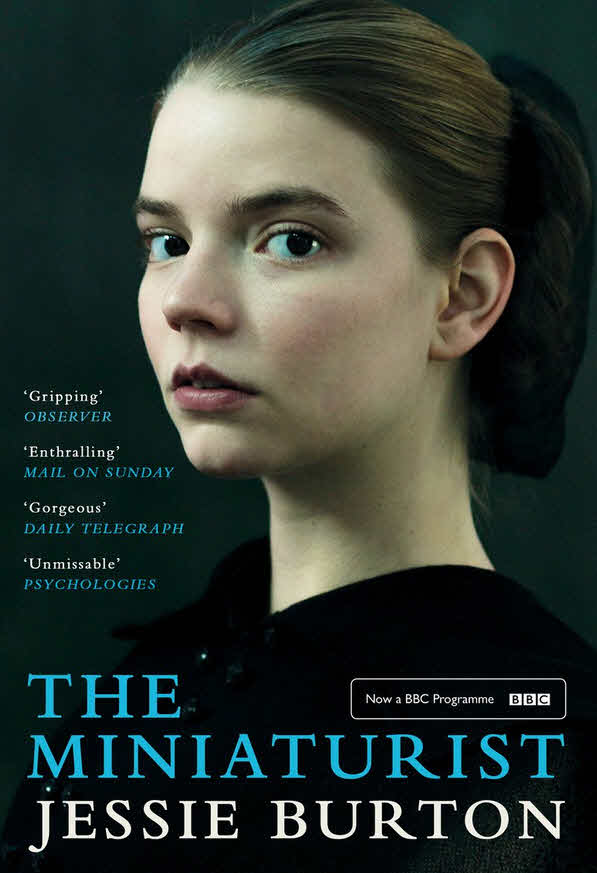 ‘Gripping’
OBSERVER
‘Enthralling’
MAIL ON SUNDAY
‘Gorgeous’
DAILY TELEGRAPH
‘Unmissable’
PSYCHOLOGIES
THE
Now a BBC Programme BBC
MINIATURIST
JESSIE BURTON